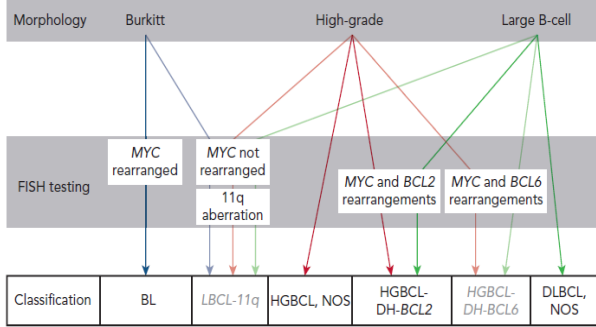 Morphology Burkitt High-grade Large B-cell
FISH testing
MYC
rearranged
MYC not
rearranged
11q
aberration
MYC and BCL2
rearrangements
MYC and BCL6
rearrangements
Classification
BL
LBCL-11q
HGBCL, NOS
HGBCL-
DH-BCL2
HGBCL-
DH-BCL6
DLBCL,
NOS